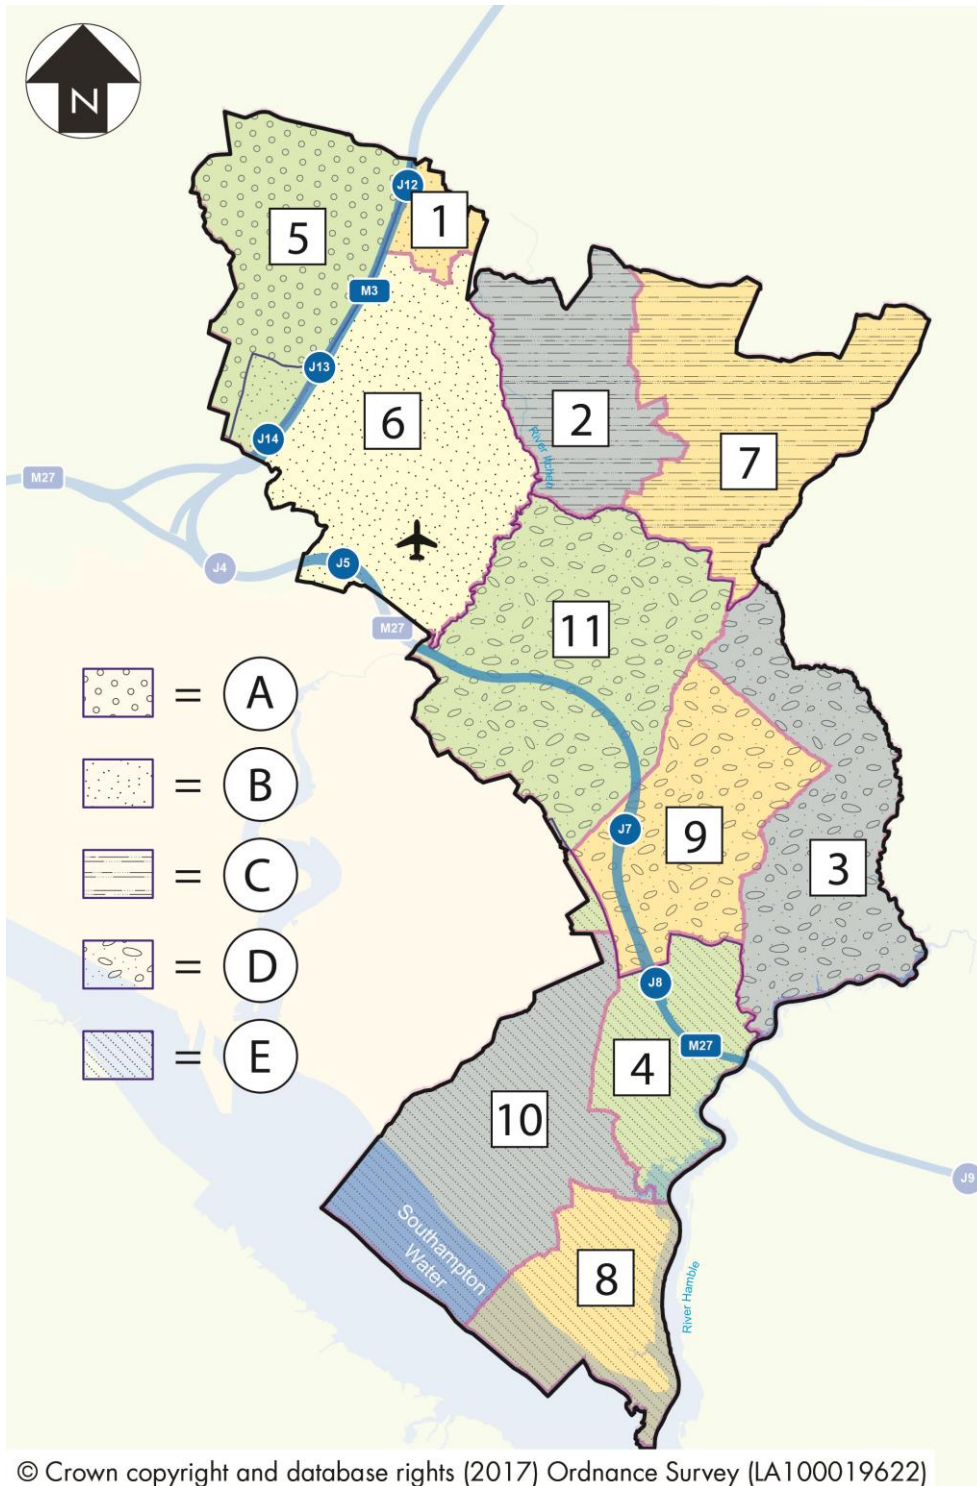 N
J12
1
5
M3
2
7
J13
6
River Itchen
J14
M27
J4
J5
M27
11
= A
= B
J7
9
3
= C
= D
J8
M27
4
= E
10
J9
Southampton
Water
8
River Hamble
© Crown copyright and database rights (2017) Ordnance Survey (LA100019622)